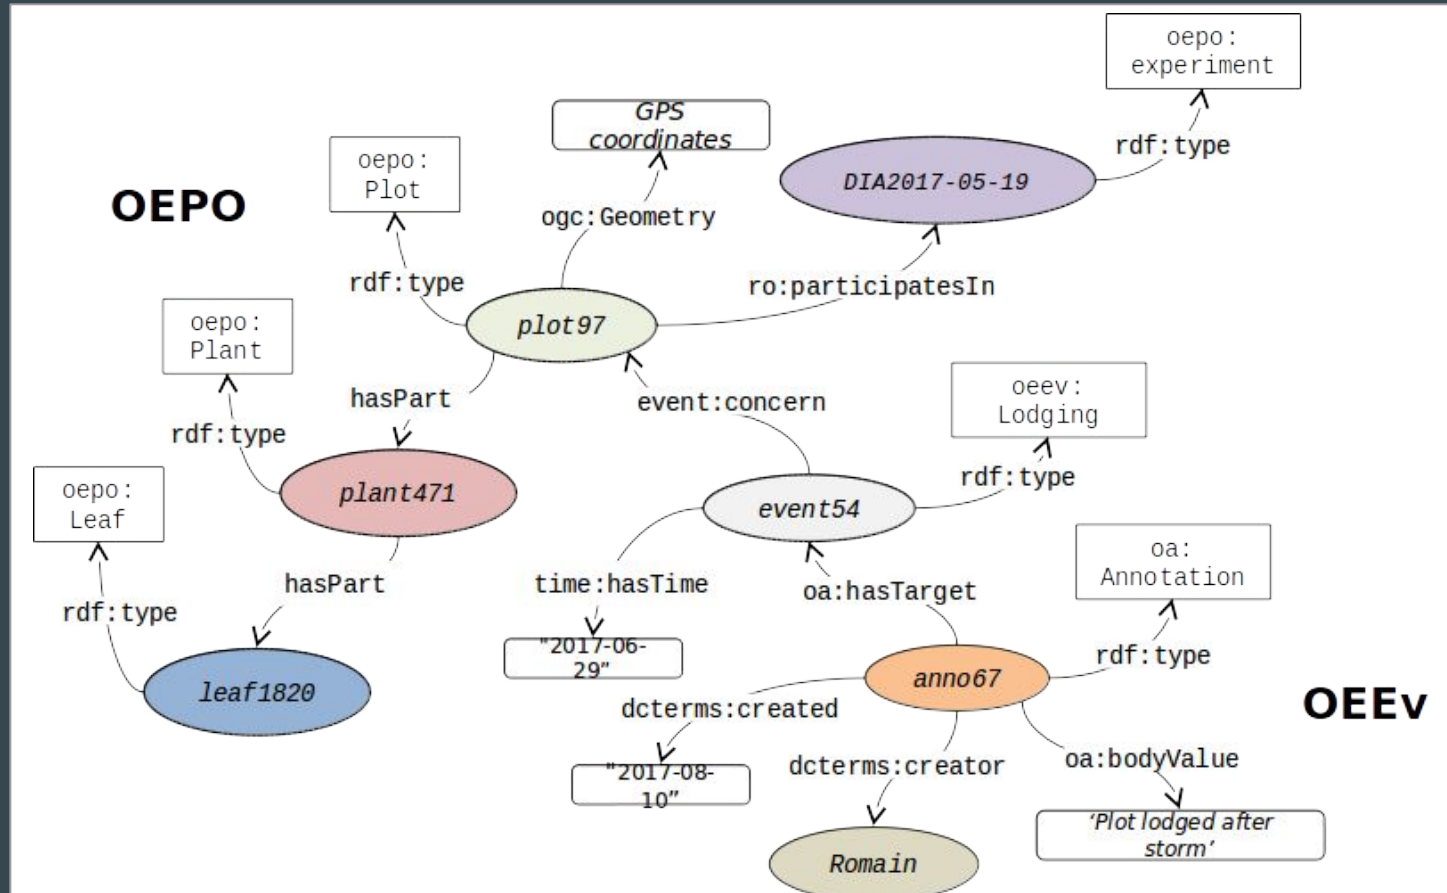 oepo:
experiment
GPS
coordinates
rdf:type
oepo:
Plot
DIA2017-05-19
OEPO
ogc:Geometry
rdf:type
ro:participatesIn
oepo:
Plant
plot97
hasPart
event:concern
oeev:
Lodging
rdf:type
rdf:type
oepo:
Leaf
plant471
event54
oa:
Annotation
hasPart
time:hasTime
oa:hasTarget
rdf:type
"2017-06-
29”
rdf:type
leaf1820
anno67
OEEv
dcterms:created
oa:bodyValue
"2017-08-
10”
dcterms:creator
‘Plot lodged after
storm’
Romain